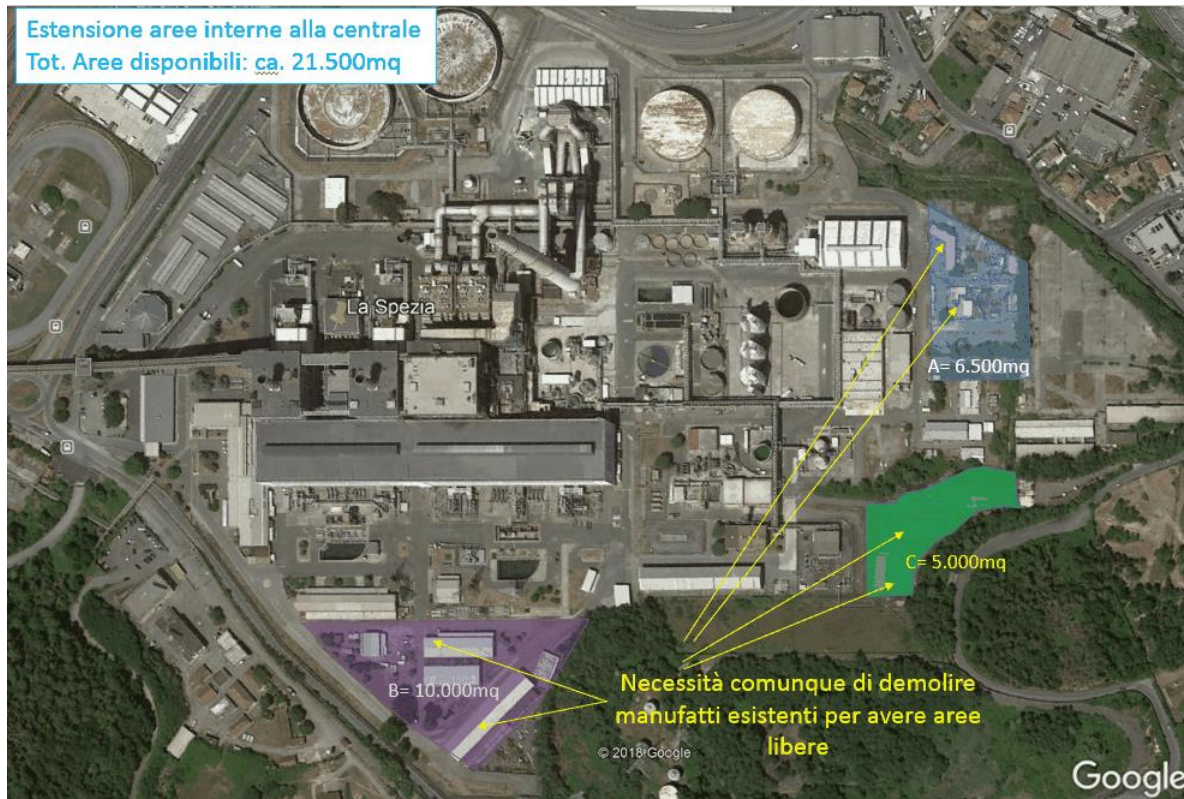 Estensione aree interne alla centrale
Tot. Aree disponibili: ca. 21.500mq
La Spezia
A= 6.500mq
C= 5.000mq
B= 10.000mq
Necessità comunque di demolire
manufatti esistenti per avere aree
libere
© 2018 Google
Google